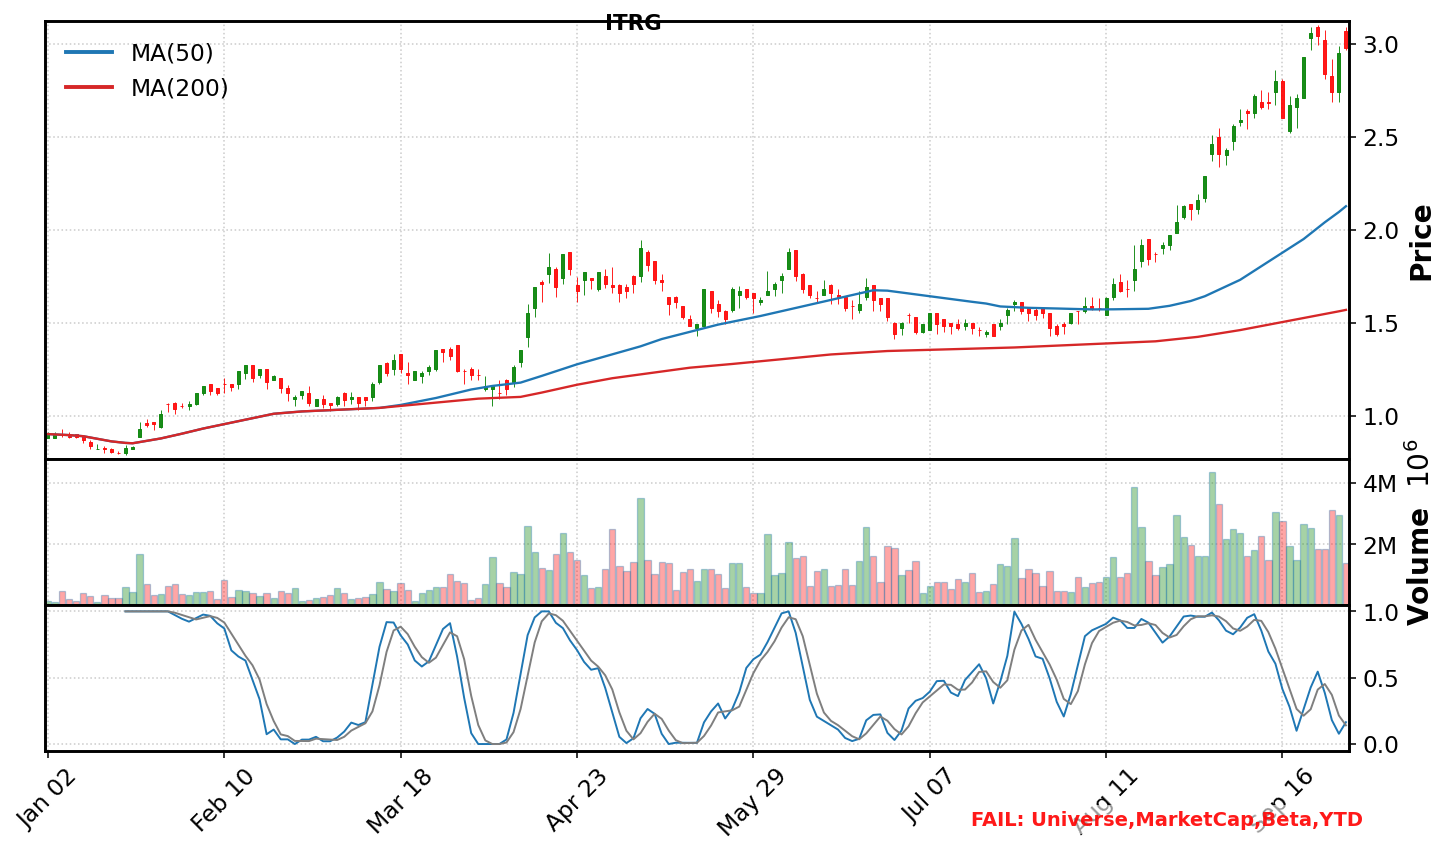 ITRG
MA(50)
MA(200)
3.0
2.5
2.0
1.5
1.0
Price
4M
2M
Volume 10^6
1.0
0.5
0.0
Jan 02
Feb 10
Mar 18
Apr 23
May 29
Jul 07
Aug 11
Sep 16
FAIL: Universe,MarketCap,Beta,YTD